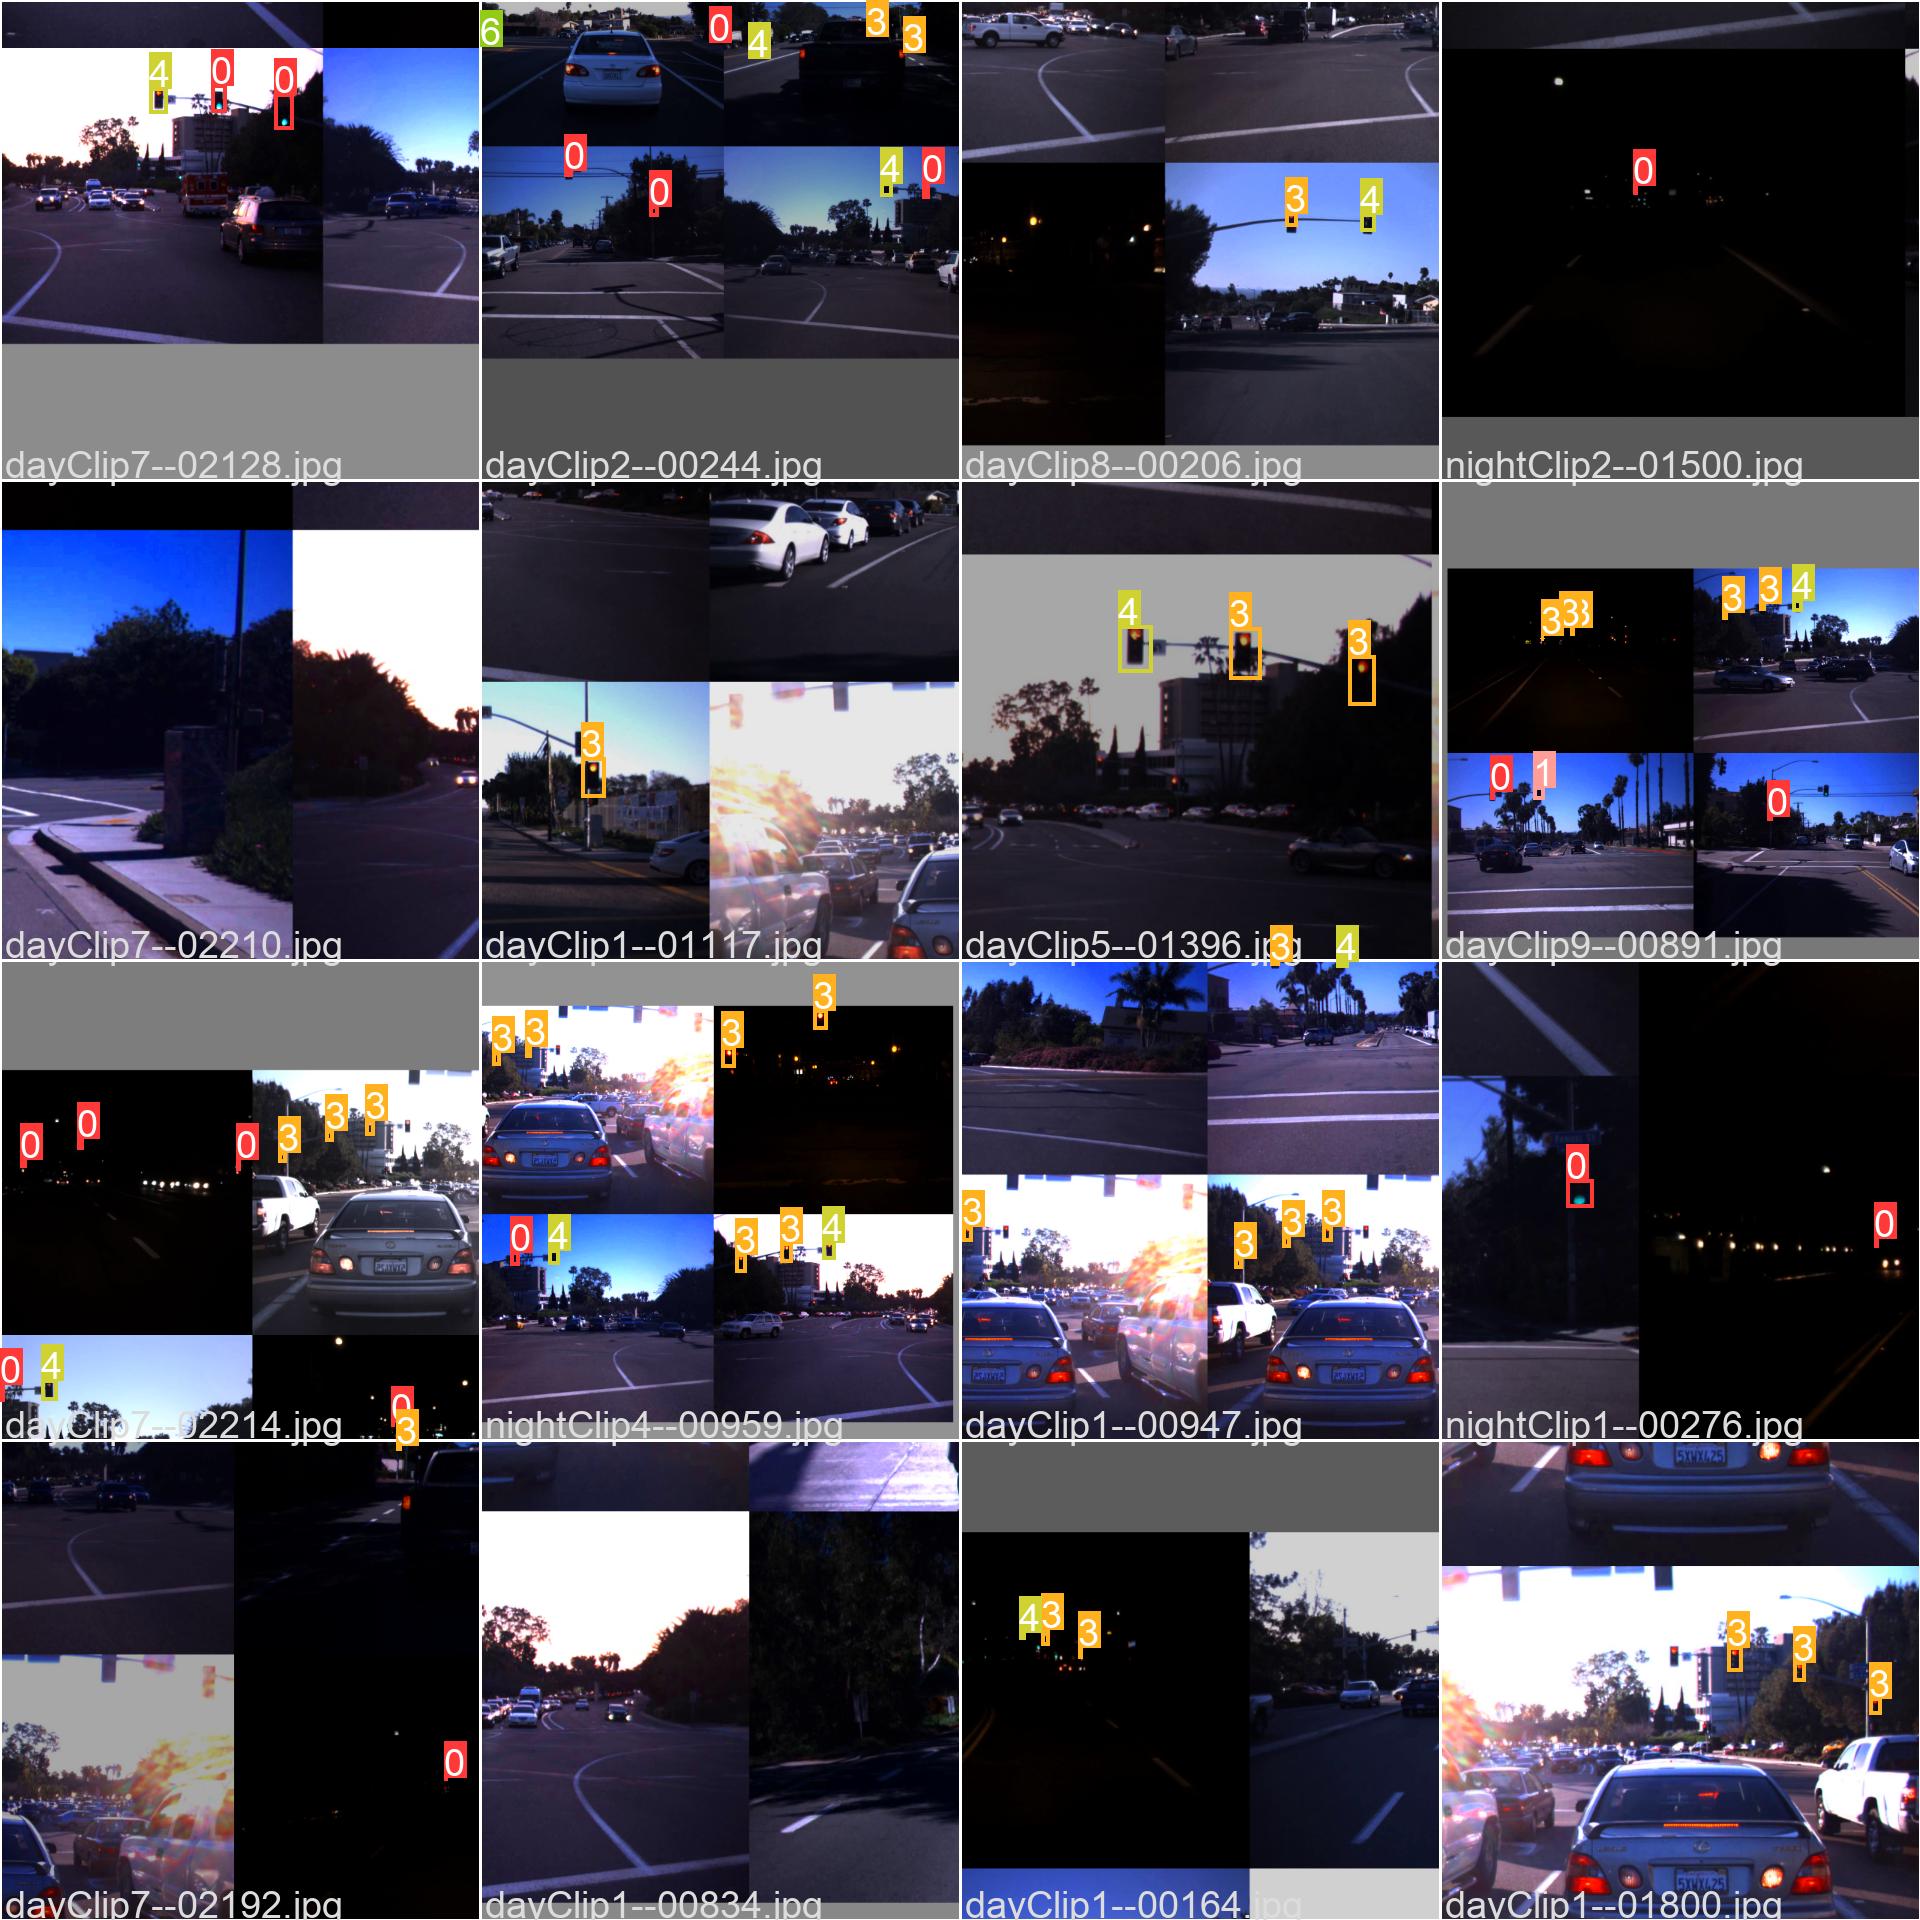 4 0 0
6 0 4 3 3
0 0 4 0
3 4
0
dayClip7--02128.jpg
dayClip2--00244.jpg
dayClip8--00206.jpg
nightClip2--01500.jpg
3
4 3 3
3 3 3 3 4
0 1 0
dayClip7--02210.jpg
dayClip1--01117.jpg
dayClip5--01396.jpg
dayClip9--00891.jpg
3 4
0 0 0 3 3 3
0 4 0 3
3 3 3 3
0 4 3 3 4
3 3 3 3
0 0
dayClip7--02214.jpg
nightClip4--00959.jpg
dayClip1--00947.jpg
nightClip1--00276.jpg
0
4 3 3
5XWX425
3 3 3
5XWX425
dayClip7--02192.jpg
dayClip1--00834.jpg
dayClip1--00164.jpg
dayClip1--01800.jpg